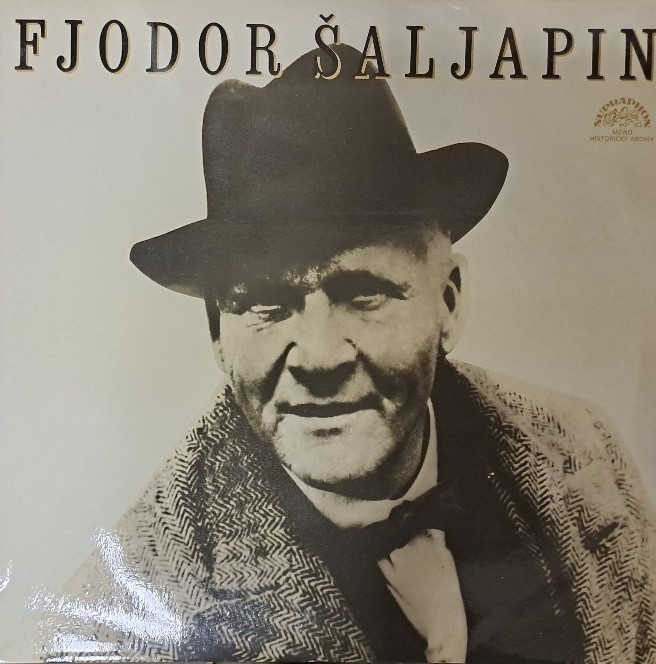 FJODOR ŠALJAPIN
SUPRAPHON
MONO
HISTORICKÝ ARCHIV